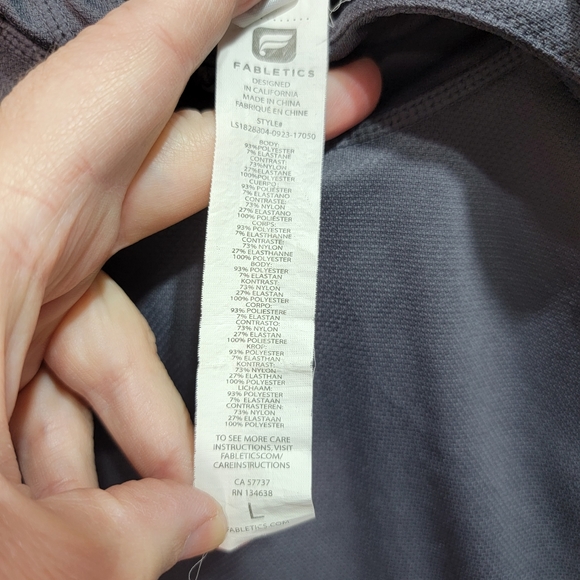 FABLETICS
DESIGNED
IN CALIFORNIA
MADE IN CHINA
FABRIQUÉ EN CHINE
STYLE#
LS1828804-0923-17050
BODY:
93%POLYESTER
7% ELASTANE
CONTRAST:
73%NYLON
27%ELASTANE
100%POLYESTER
CUERPO:
93% POLIÉSTER
7% ELASTANO
CONTRASTE:
73% NYLON
27% ELASTANO
100% POLIÉSTER
CORPS:
93% POLYESTER
7% ELASTHANNE
CONTRASTE:
73% NYLON
27% ELASTHANNE
100% POLYESTER
BODY:
93% POLYESTER
7% ELASTAN
KONTRAST:
73% NYLON
27% ELASTAN
100% POLYESTER
CORPO:
93% POLIESTERE
7% ELASTAN
CONTRASTO:
73% NYLON
27% ELASTAN
100% POLIESTERE
KROF:
93% POLYESTER
7% ELASTHAN
KONTRAST:
73% NYLON
27% ELASTHAN
100% POLYESTER
LICHAAM:
93% POLYESTER
7% ELASTAAN
CONTRASTEREN:
73% NYLON
27% ELASTAAN
100% POLYESTER
TO SEE MORE CARE
INSTRUCTIONS, VISIT
FABLETICS.COM/
CAREINSTRUCTIONS
CA 57737
RN 134638
L
FABLETICS.COM